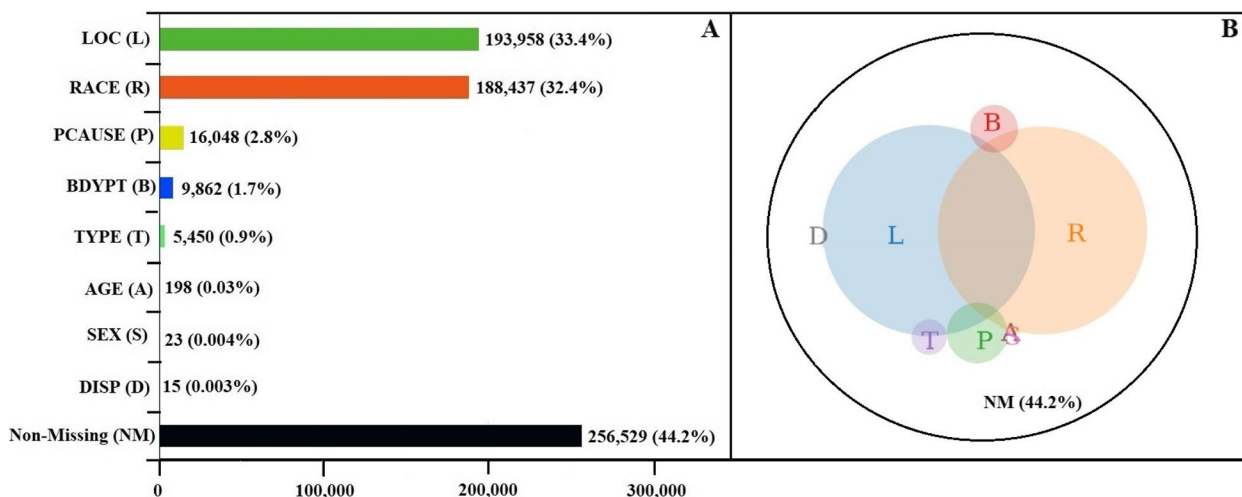 A
LOC (L) 193,958 (33.4%)
RACE (R) 188,437 (32.4%)
PCAUSE (P) 16,048 (2.8%)
BDYPT (B) 9,862 (1.7%)
TYPE (T) 5,450 (0.9%)
AGE (A) 198 (0.03%)
SEX (S) 23 (0.004%)
DISP (D) 15 (0.003%)
Non-Missing (NM) 256,529 (44.2%)
0 100,000 200,000 300,000
B
B
D L R
T P A S
NM (44.2%)